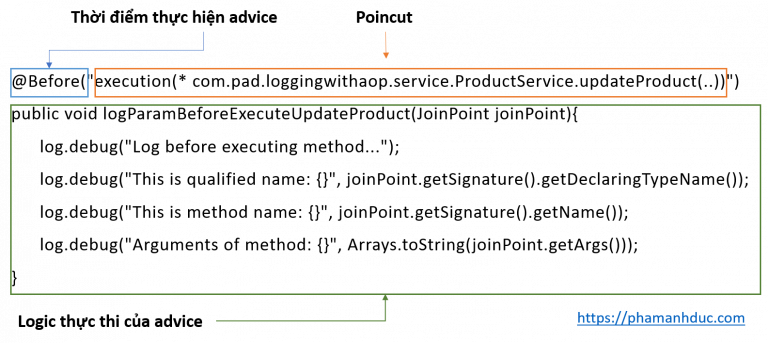 Thời điểm thực hiện advice
Poincut
@Before("execution(* com.pad.loggingwithaop.service.ProductService.updateProduct(..))")
public void logParamBeforeExecuteUpdateProduct(JoinPoint joinPoint){
log.debug("Log before executing method...");
log.debug("This is qualified name: {}", joinPoint.getSignature().getDeclaringTypeName());
log.debug("This is method name: {}", joinPoint.getSignature().getName());
log.debug("Arguments of method: {}", Arrays.toString(joinPoint.getArgs()));
}
Logic thực thi của advice
https://phamanhduc.com